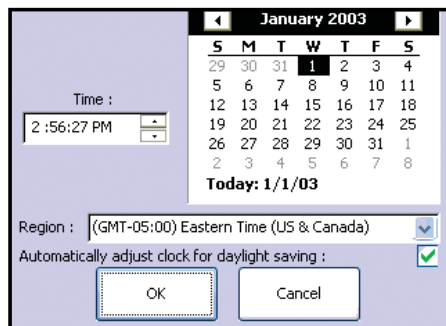 January 2003
S M T W T F S
29 30 31 1 2 3 4
5 6 7 8 9 10 11
12 13 14 15 16 17 18
19 20 21 22 23 24 25
26 27 28 29 30 31 1
2 3 4 5 6 7 8
Today: 1/1/03
Time :
2 :56:27 PM
Region : (GMT-05:00) Eastern Time (US & Canada)
Automatically adjust clock for daylight saving :
OK Cancel